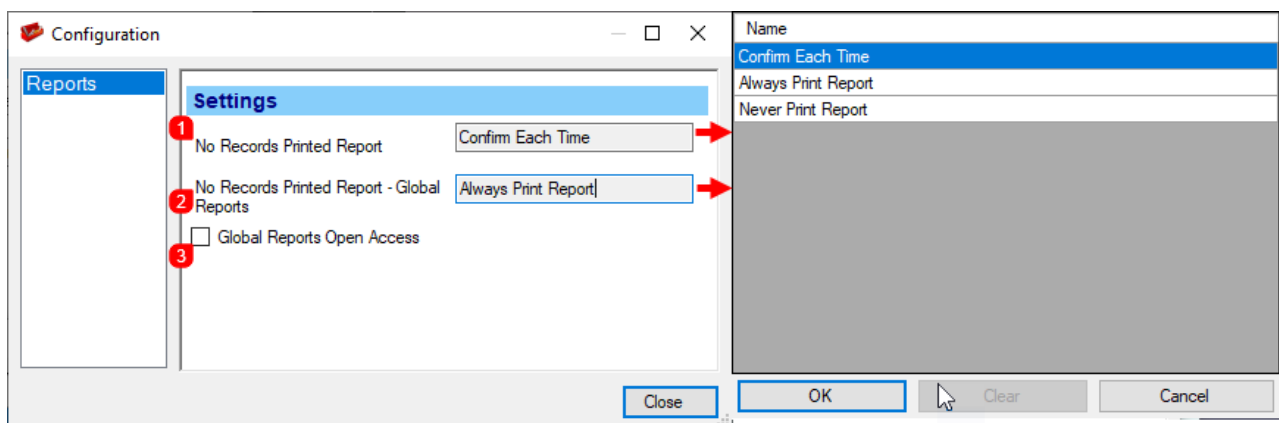 Configuration
Reports
Settings
1
No Records Printed Report
Confirm Each Time
No Records Printed Report - Global
Reports
2
Always Print Report
Global Reports Open Access
3
Close
Name
Confirm Each Time
Always Print Report
Never Print Report
OK
Clear
Cancel